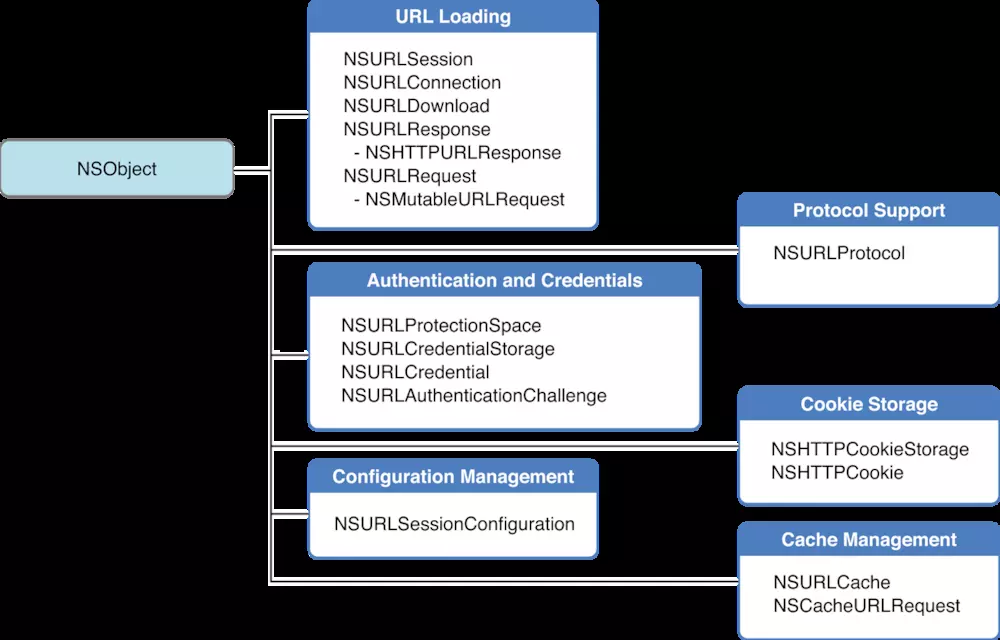 URL Loading
NSURLSession
NSURLConnection
NSURLDownload
NSURLResponse
- NSHTTPURLResponse
NSURLRequest
- NSMutableURLRequest
NSObject
Protocol Support
NSURLProtocol
Authentication and Credentials
NSURLProtectionSpace
NSURLCredentialStorage
NSURLCredential
NSURLAuthenticationChallenge
Cookie Storage
NSHTTPCookieStorage
NSHTTPCookie
Configuration Management
NSURLSessionConfiguration
Cache Management
NSURLCache
NSCacheURLRequest